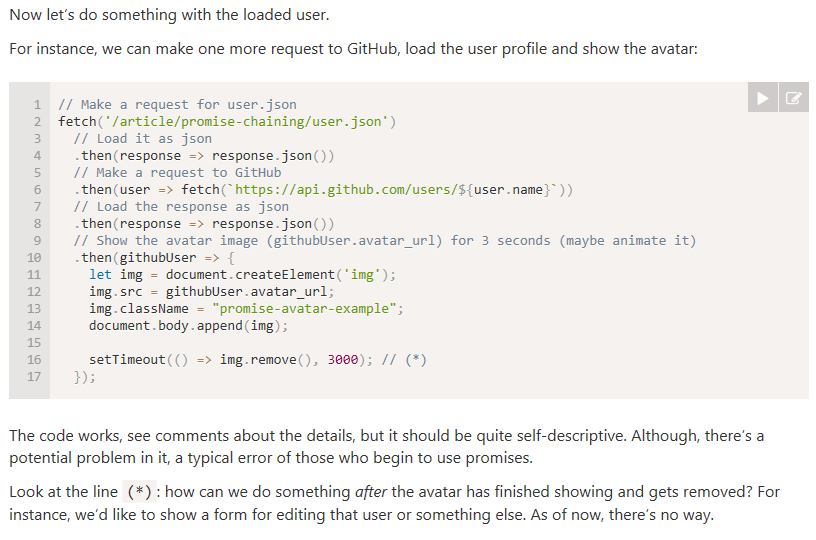 Now let's do something with the loaded user.
For instance, we can make one more request to GitHub, load the user profile and show the avatar:
1 // Make a request for user.json
2 fetch('/article/promise-chaining/user.json')
3   // Load it as json
4   .then(response => response.json())
5   // Make a request to GitHub
6   .then(user => fetch(`https://api.github.com/users/${user.name}`))
7   // Load the response as json
8   .then(response => response.json())
9   // Show the avatar image (githubUser.avatar_url) for 3 seconds (maybe animate it)
10   .then(githubUser => {
11     let img = document.createElement('img');
12     img.src = githubUser.avatar_url;
13     img.className = "promise-avatar-example";
14     document.body.append(img);
15
16     setTimeout(() => img.remove(), 3000); // (*)
17   });
The code works, see comments about the details, but it should be quite self-descriptive. Although, there's a
potential problem in it, a typical error of those who begin to use promises.
Look at the line (*): how can we do something after the avatar has finished showing and gets removed? For
instance, we'd like to show a form for editing that user or something else. As of now, there's no way.